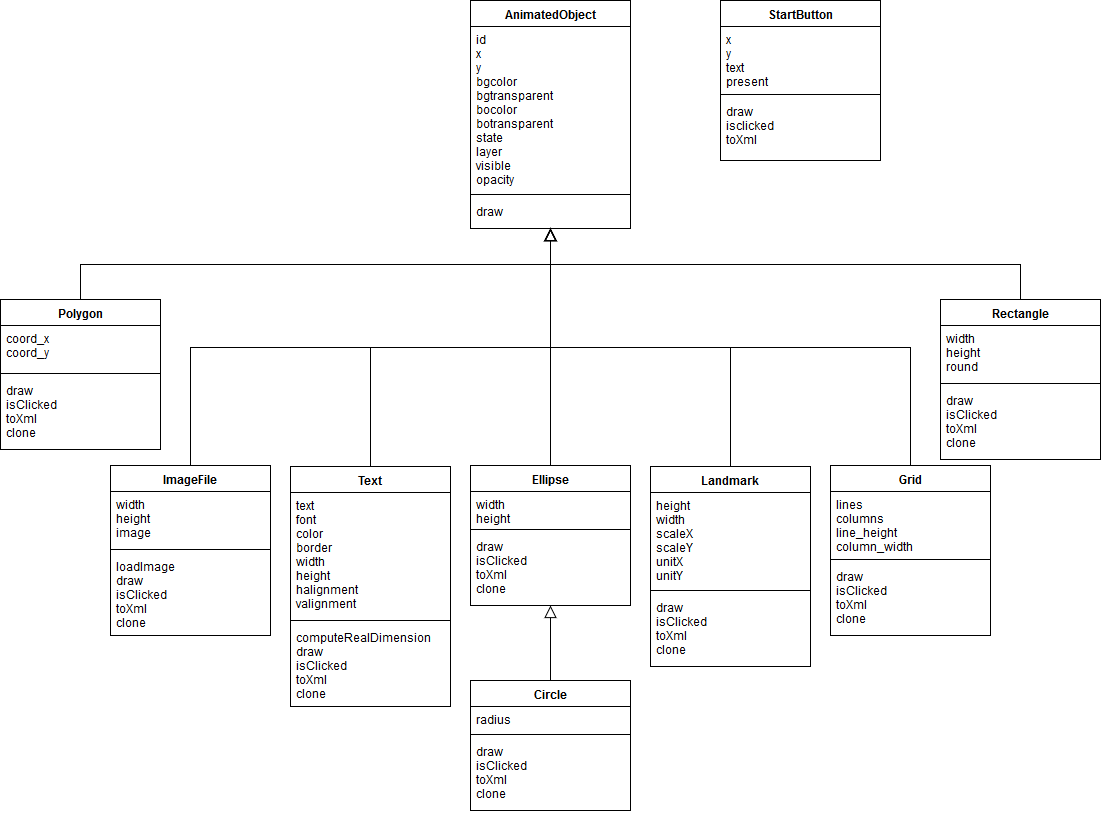 AnimatedObject
id
x
y
bgcolor
bgtransparent
bocolor
botransparent
state
layer
visible
opacity
draw
StartButton
x
y
text
present
draw
isclicked
toXml
Polygon
coord_x
coord_y
draw
isClicked
toXml
clone
Rectangle
width
height
round
draw
isClicked
toXml
clone
ImageFile
width
height
image
loadImage
draw
isClicked
toXml
clone
Text
text
font
color
border
width
height
halignment
valignment
computeRealDimension
draw
isClicked
toXml
clone
Ellipse
width
height
draw
isClicked
toXml
clone
Landmark
height
width
scaleX
scaleY
unitX
unitY
draw
isClicked
toXml
clone
Grid
lines
columns
line_height
column_width
draw
isClicked
toXml
clone
Circle
radius
draw
isClicked
toXml
clone